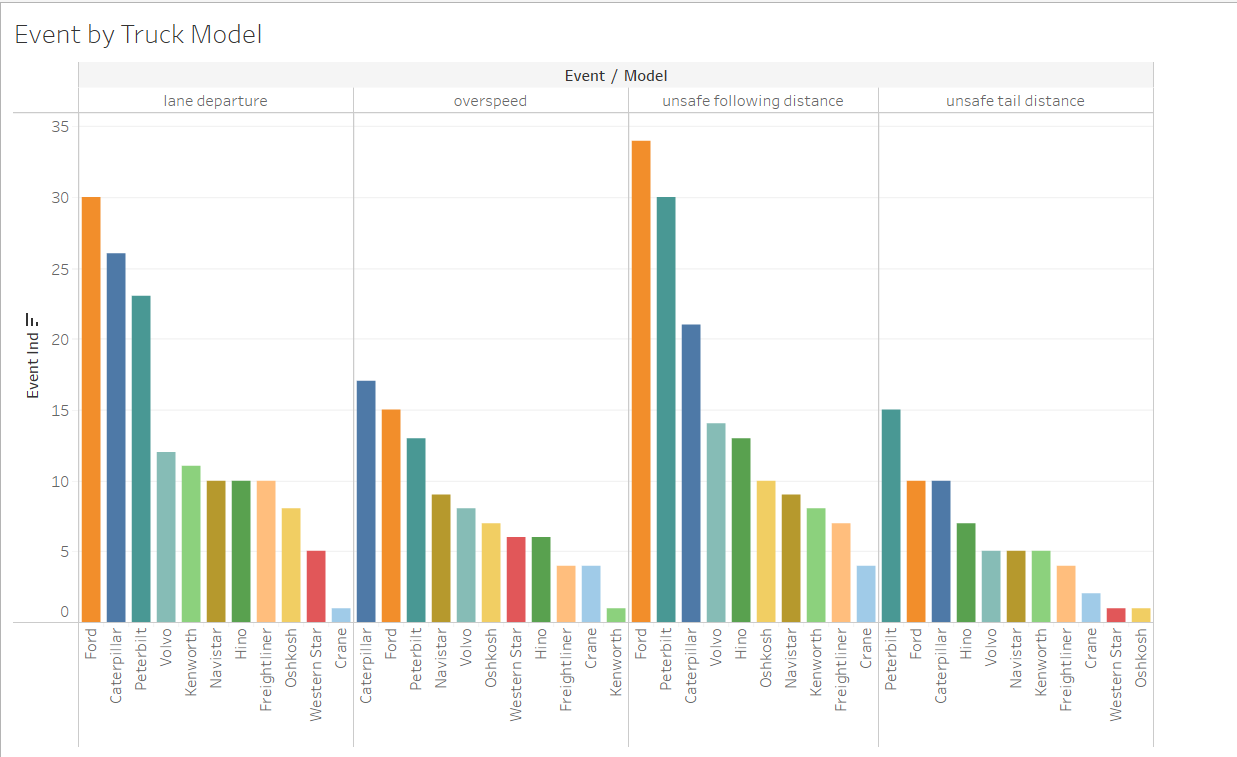 Event by Truck Model
Event / Model
lane departure overspeed unsafe following distance unsafe tail distance
35
30
25
20
15
10
5
0
Event Ind
Ford Caterpillar Peterbilt Volvo Kenworth Navistar Hino Freightliner Oshkosh Western Star Crane Caterpillar Ford Peterbilt Navistar Volvo Oshkosh Western Star Hino Freightliner Crane Kenworth Ford Peterbilt Caterpillar Volvo Hino Oshkosh Navistar Kenworth Freightliner Crane Peterbilt Ford Caterpillar Hino Volvo Navistar Kenworth Freightliner Crane Western Star Oshkosh